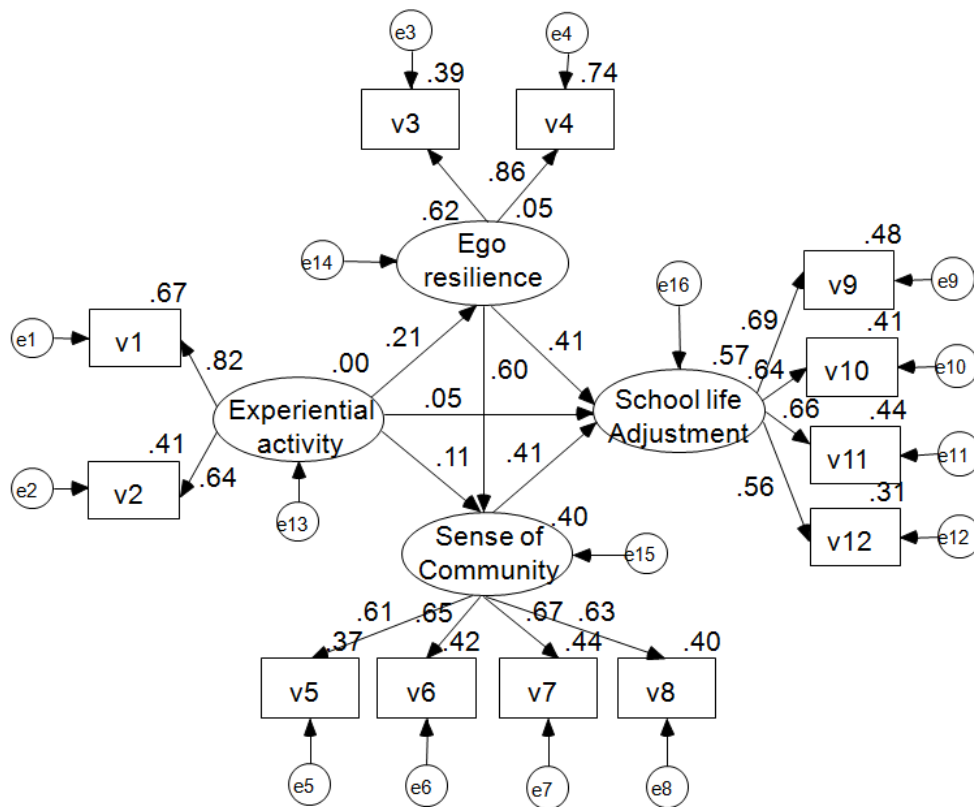 e3
e4
.39
.74
v3
v4
.86
.62
.05
Ego
resilience
e14
e16
.48
v9
e9
.67
e1
v1
.21
.41
.69
.41
.82
.00
.60
.57
.64
v10
e10
Experiential
activity
.05
School life
Adjustment
.66
.44
.41
e2
v2
.64
.11
.41
v11
e11
.56
.31
e13
.40
v12
e12
Sense of
Community
e15
.61
.65
.67
.63
.37
.42
.44
.40
v5
v6
v7
v8
e5
e6
e7
e8